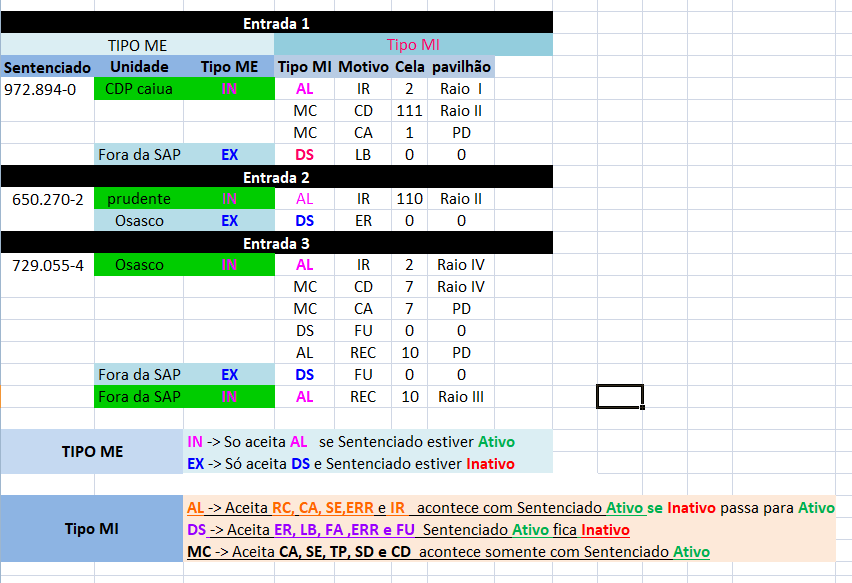 Entrada 1
TIPO ME Tipo MI
Sentenciado Unidade Tipo ME Tipo MI Motivo Cela pavilhão
972.894-0 CDP caiua IN AL IR 2 Raio I
MC CD 111 Raio II
MC CA 1 PD
Fora da SAP EX DS LB 0 0
Entrada 2
650.270-2 prudente IN AL IR 110 Raio II
Osasco EX DS ER 0 0
Entrada 3
729.055-4 Osasco IN AL IR 2 Raio IV
MC CD 7 Raio IV
MC CA 7 PD
DS FU 0 0
AL REC 10 PD
Fora da SAP EX DS FU 0 0
Fora da SAP IN AL REC 10 Raio III
TIPO ME
IN -> So aceita AL se Sentenciado estiver Ativo
EX -> Só aceita DS e Sentenciado estiver Inativo
Tipo MI
AL -> Aceita RC, CA, SE,ERR e IR acontece com Sentenciado Ativo se Inativo passa para Ativo
DS -> Aceita ER, LB, FA ,ERR e FU Sentenciado Ativo fica Inativo
MC -> Aceita CA, SE, TP, SD e CD acontece somente com Sentenciado Ativo